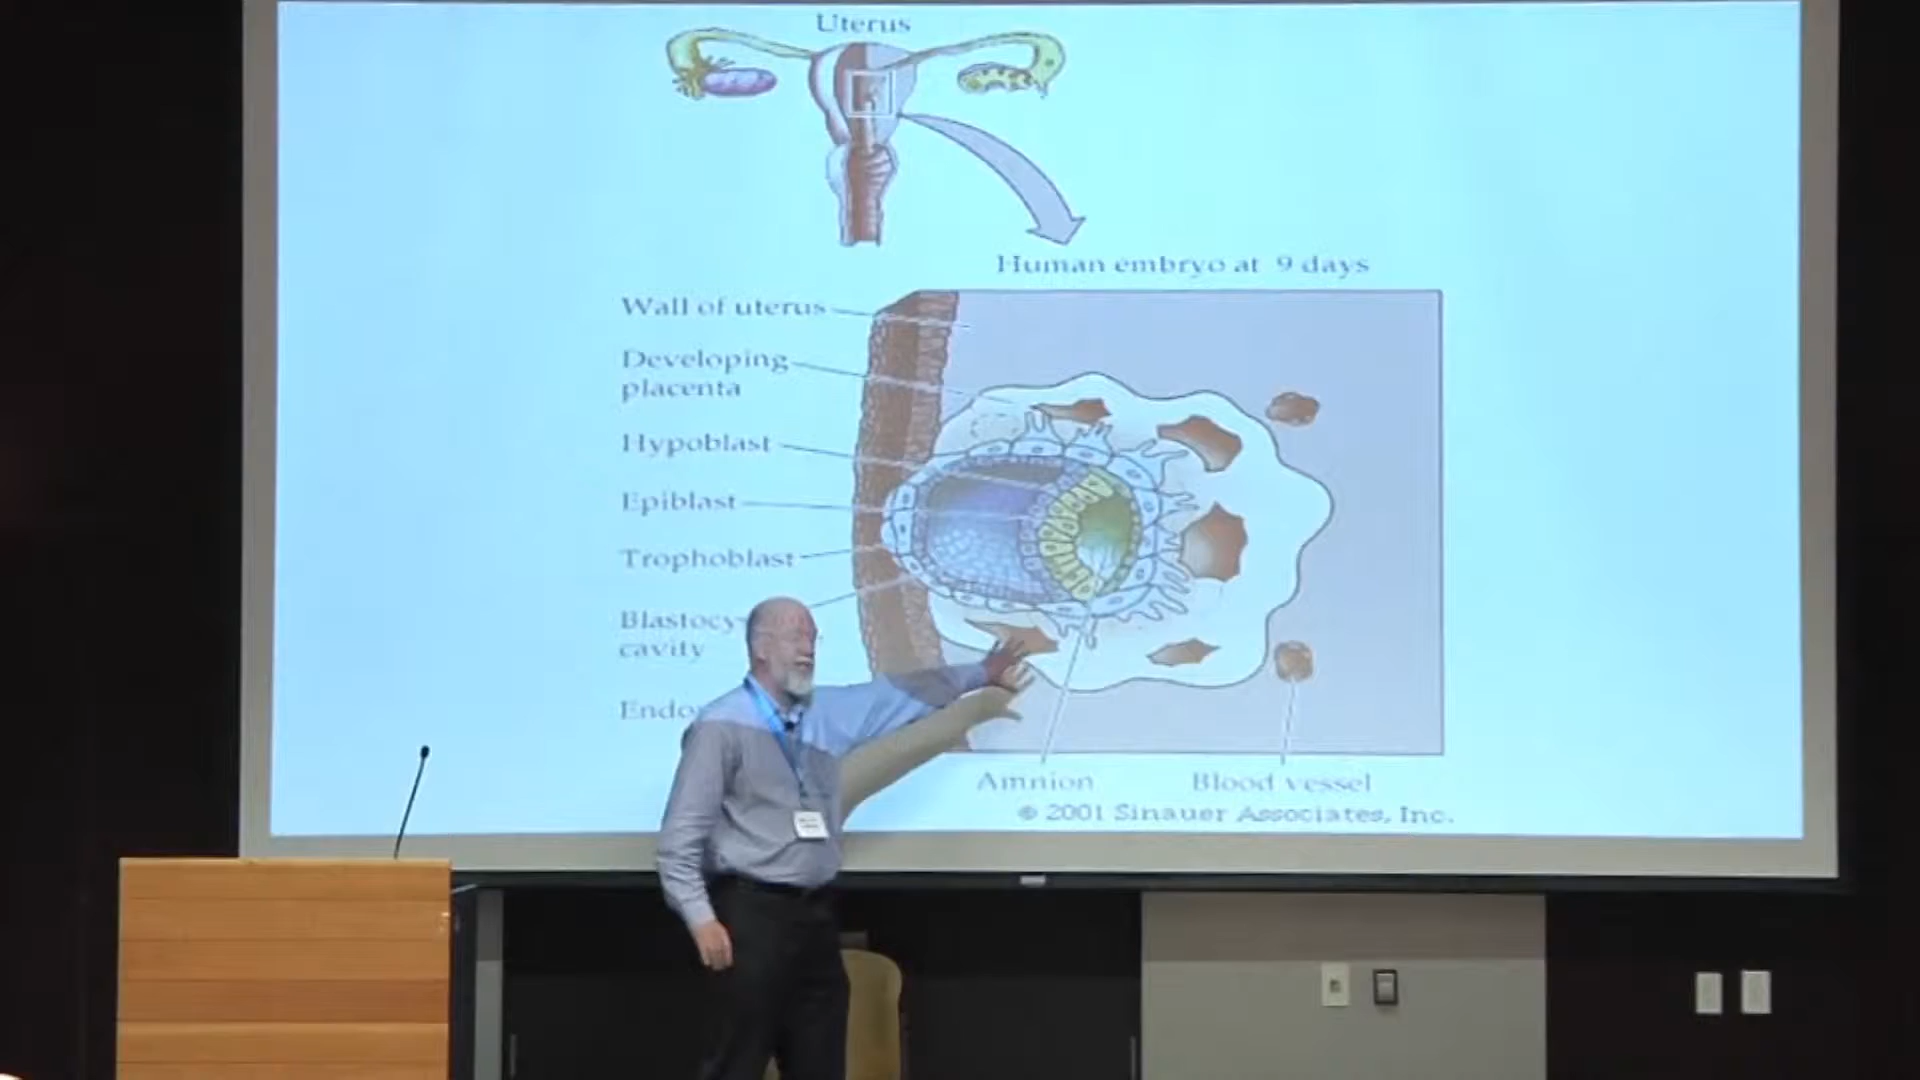 Uterus
Human embryo at 9 days
Wall of uterus
Developing
placenta
Hypoblast
Epiblast
Trophoblast
cavity
Amnion
Blood vessel
© 2001 Sinauer Associates, Inc.